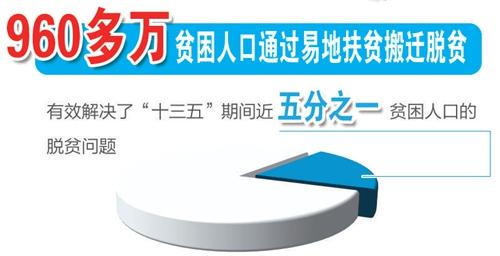 960多万贫困人口通过易地扶贫搬迁脱贫
有效解决了“十三五”期间近五分之一贫困人口的
脱贫问题